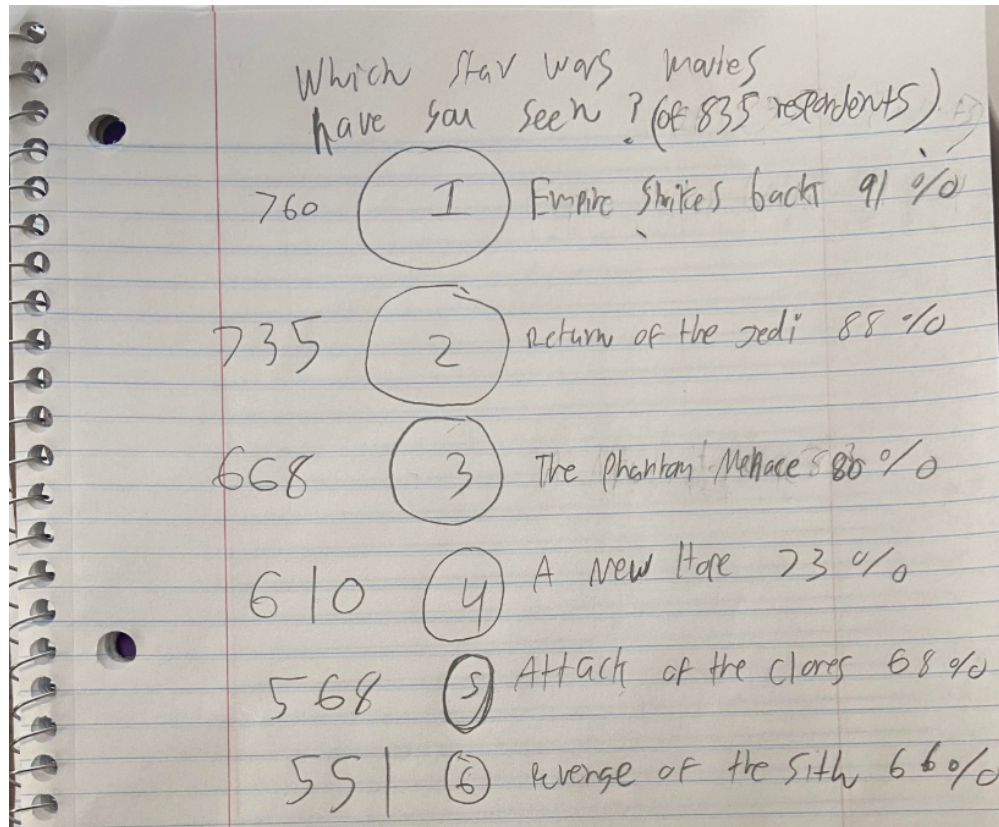 Which Star wars movies
have you seen? (of 835 respondents)
760 1 Empire Strikes back 91%
735 2 Return of the Jedi 88%
668 3 The Phantom Menace 80%
610 4 A New Hope 73%
568 5 Attack of the clones 68%
551 6 revenge of the Sith 66%